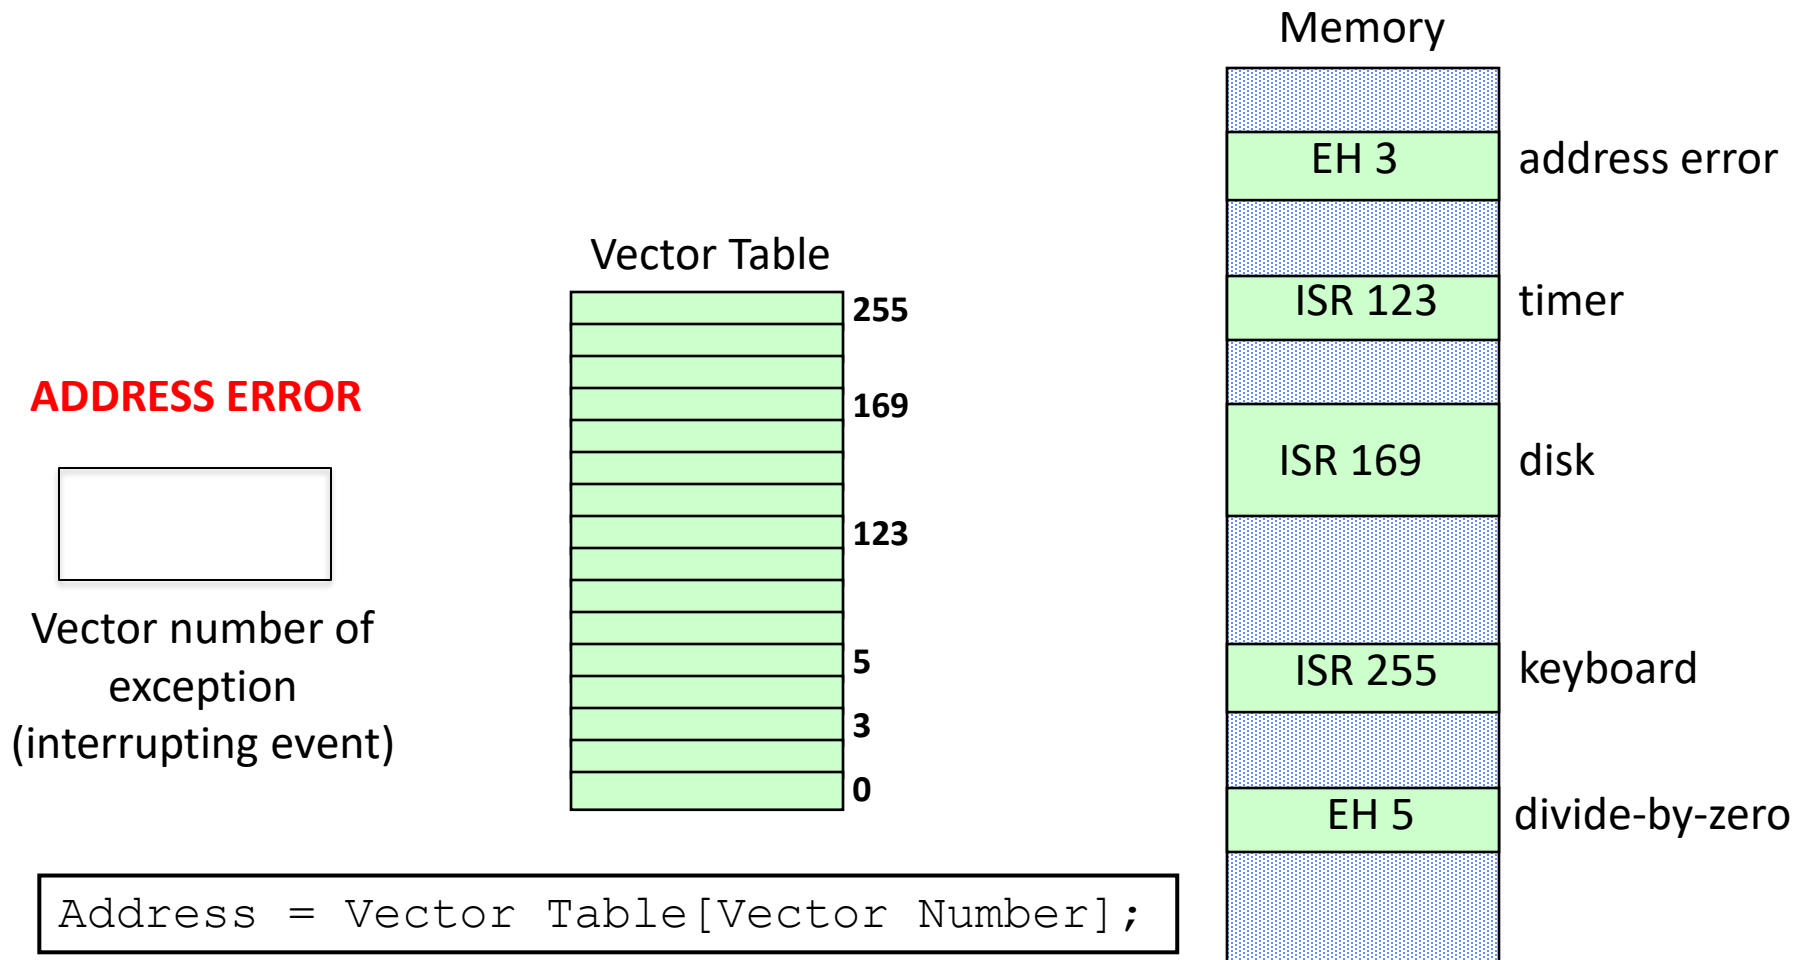 Memory
EH 3 address error
Vector Table
255
ISR 123 timer
ADDRESS ERROR
169
ISR 169 disk
123
Vector number of
exception
(interrupting event)
5
ISR 255 keyboard
3
0
EH 5 divide-by-zero
Address = Vector Table[Vector Number];